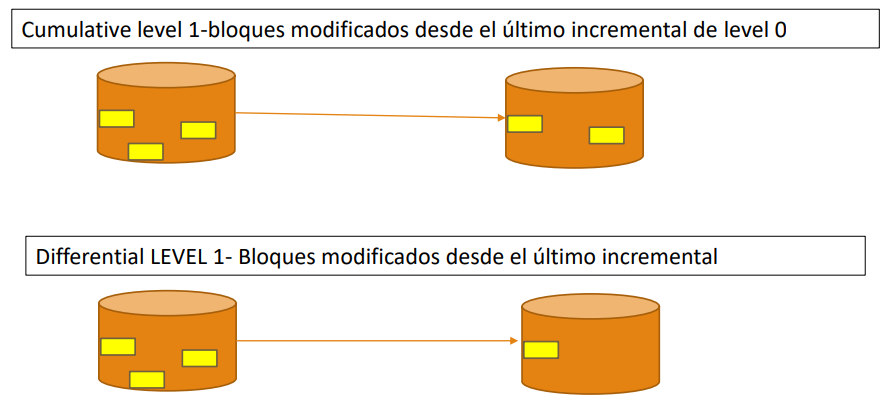 Cumulative level 1-bloques modificados desde el último incremental de level 0
Differential LEVEL 1- Bloques modificados desde el último incremental